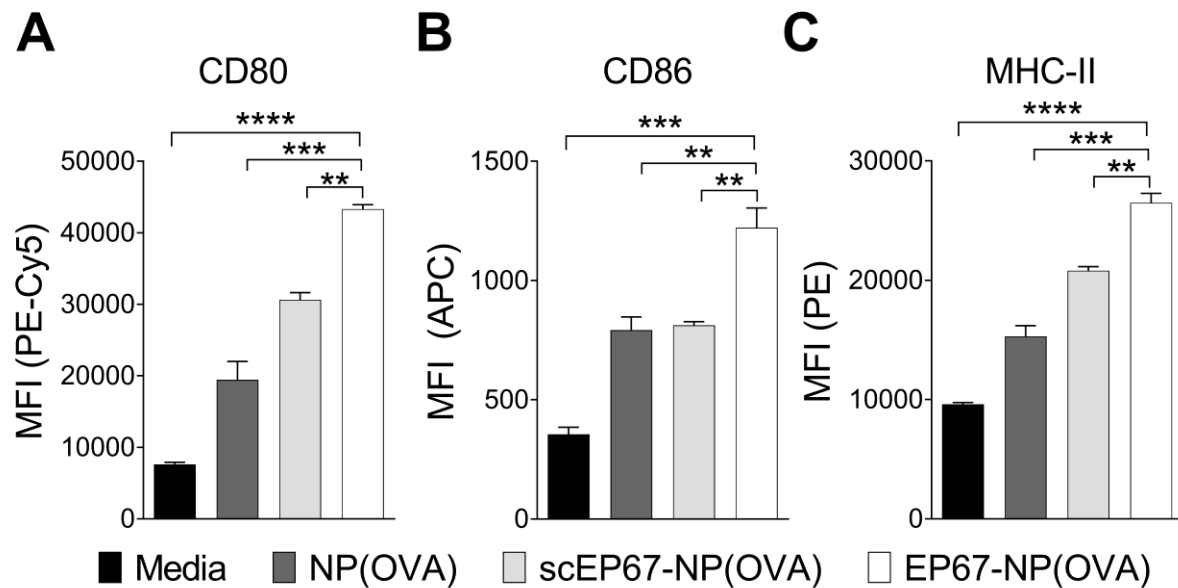 A
CD80
****
***
**
50000
40000
30000
20000
10000
0
MFI (PE-Cy5)
B
CD86
***
**
**
1500
1000
500
0
MFI (APC)
C
MHC-II
****
***
**
30000
20000
10000
0
MFI (PE)
Media NP(OVA) scEP67-NP(OVA) EP67-NP(OVA)